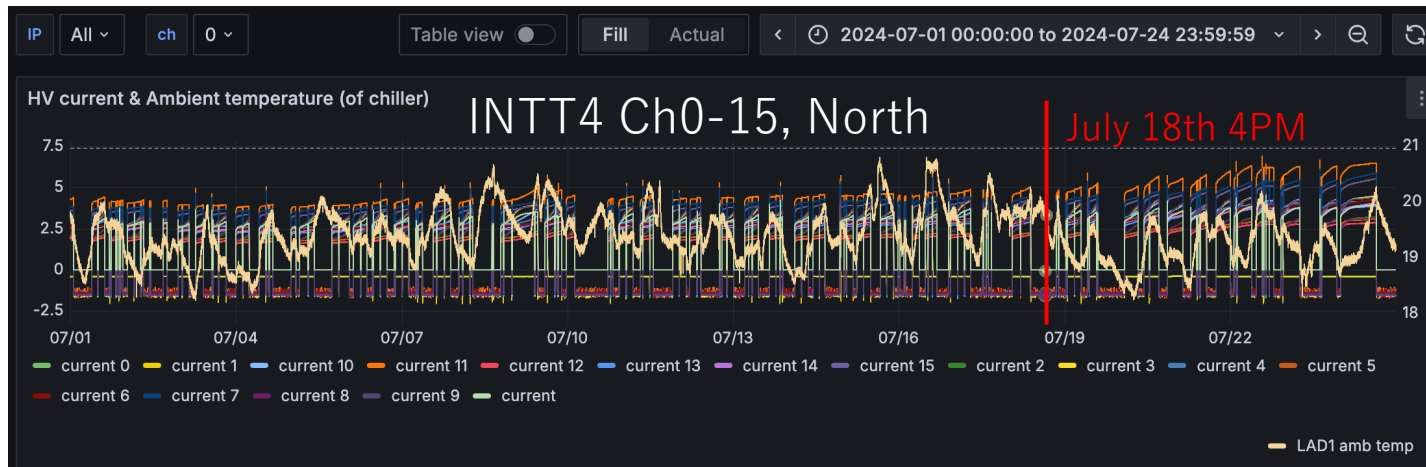 IP All ch 0 Table view Fill Actual 2024-07-01 00:00:00 to 2024-07-24 23:59:59
HV current & Ambient temperature (of chiller)
INTT4 Ch0-15, North
July 18th 4PM
7.5
5
2.5
0
-2.5
21
20
19
18
07/01 07/04 07/07 07/10 07/13 07/16 07/19 07/22
current 0 current 1 current 10 current 11 current 12 current 13 current 14 current 15 current 2 current 3 current 4 current 5
current 6 current 7 current 8 current 9 current
LAD1 amb temp